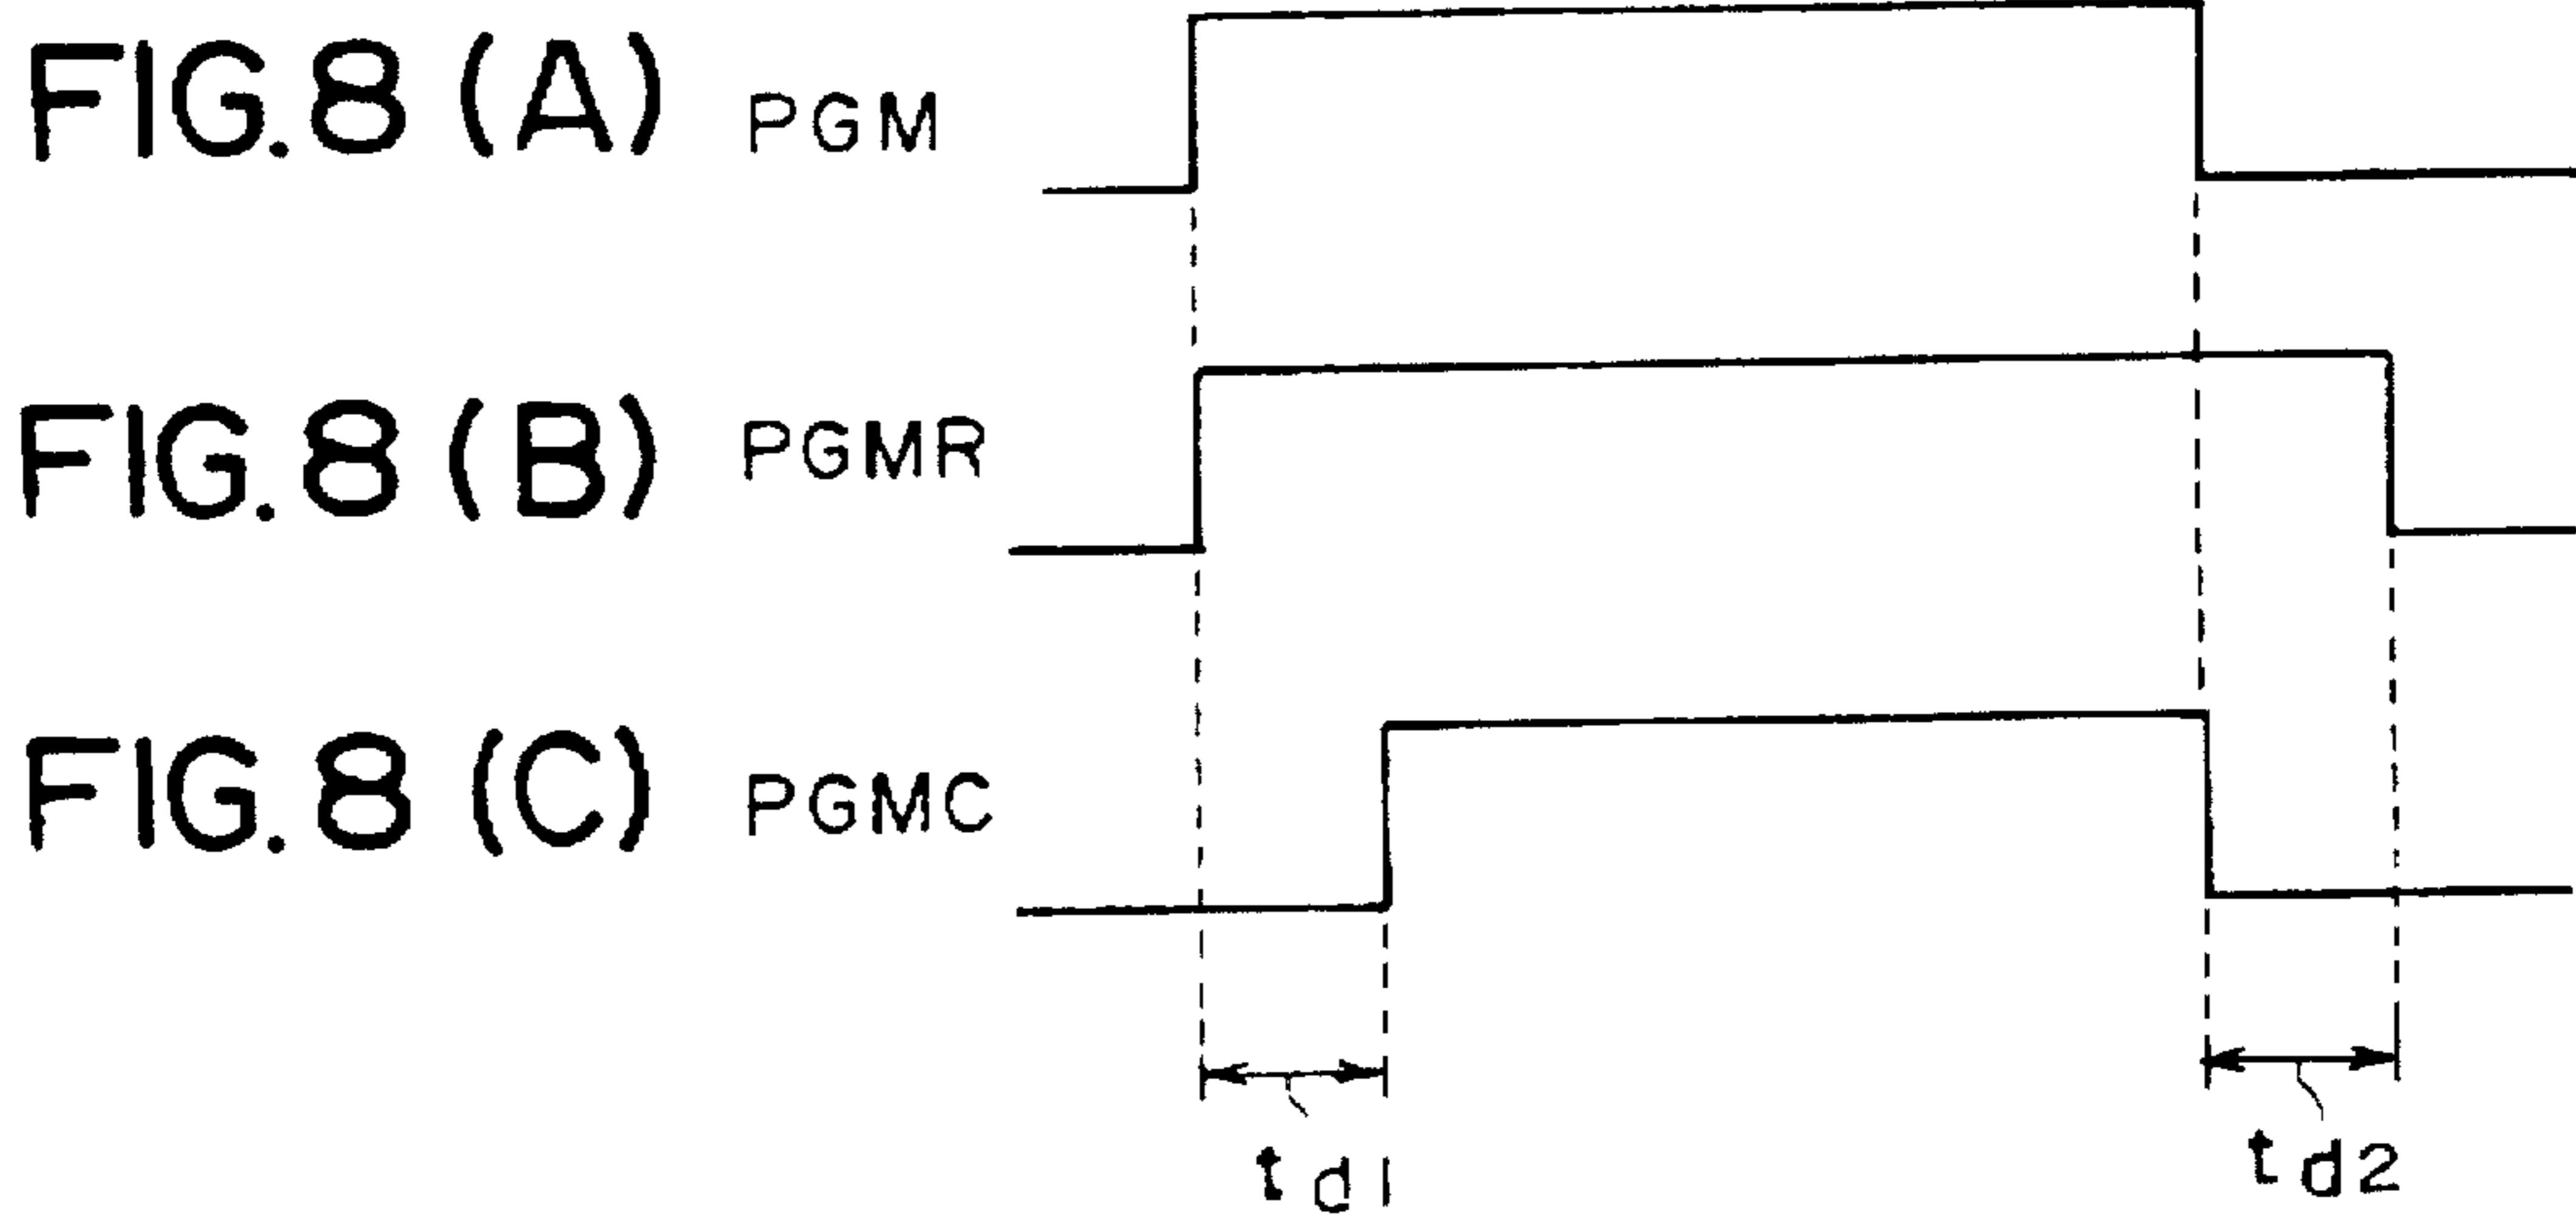 FIG. 8 (A) PGM
FIG. 8 (B) PGMR
FIG. 8 (C) PGMC
td1
td2